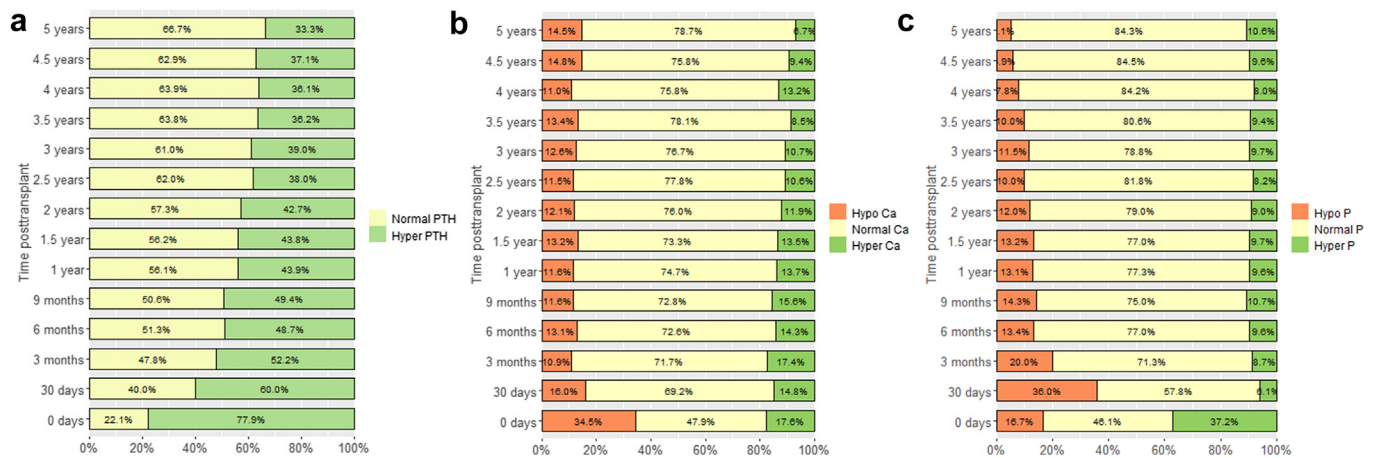 a
Time posttransplant
5 years 66.7% 33.3%
4.5 years 62.9% 37.1%
4 years 63.9% 36.1%
3.5 years 63.8% 36.2%
3 years 61.0% 39.0%
2.5 years 62.0% 38.0%
2 years 57.3% 42.7%
1.5 year 56.2% 43.8%
1 year 56.1% 43.9%
9 months 50.6% 49.4%
6 months 51.3% 48.7%
3 months 47.8% 52.2%
30 days 40.0% 60.0%
0 days 22.1% 77.9%
0% 20% 40% 60% 80% 100%
Normal PTH
Hyper PTH
b
Time posttransplant
5 years 14.5% 78.7% 6.7%
4.5 years 14.8% 75.8% 9.4%
4 years 11.0% 75.8% 13.2%
3.5 years 13.4% 78.1% 8.5%
3 years 12.6% 76.7% 10.7%
2.5 years 11.5% 77.8% 10.6%
2 years 12.1% 76.0% 11.9%
1.5 year 13.2% 73.3% 13.5%
1 year 11.6% 74.7% 13.7%
9 months 11.6% 72.8% 15.6%
6 months 13.1% 72.6% 14.3%
3 months 10.9% 71.7% 17.4%
30 days 16.0% 69.2% 14.8%
0 days 34.5% 47.9% 17.6%
0% 20% 40% 60% 80% 100%
Hypo Ca
Normal Ca
Hyper Ca
c
Time posttransplant
5 years .1% 84.3% 10.6%
4.5 years .9% 84.5% 9.6%
4 years 7.8% 84.2% 8.0%
3.5 years 10.0% 80.6% 9.4%
3 years 11.5% 78.8% 9.7%
2.5 years 10.0% 81.8% 8.2%
2 years 12.0% 79.0% 9.0%
1.5 year 13.2% 77.0% 9.7%
1 year 13.1% 77.3% 9.6%
9 months 14.3% 75.0% 10.7%
6 months 13.4% 77.0% 9.6%
3 months 20.0% 71.3% 8.7%
30 days 36.0% 57.8% 6.1%
0 days 16.7% 46.1% 37.2%
0% 20% 40% 60% 80% 100%
Hypo P
Normal P
Hyper P